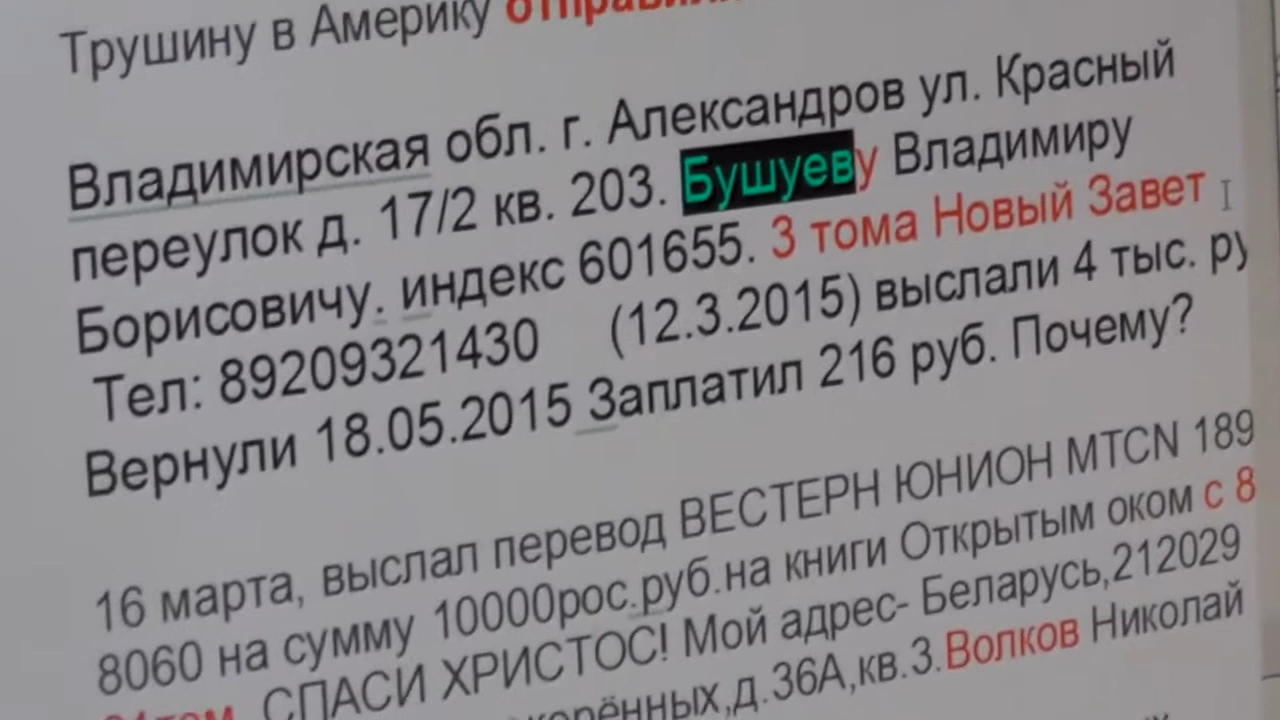 Трушину в Америку отправили
Владимирская обл. г. Александров ул. Красный
переулок д. 17/2 кв. 203. Бушуеву Владимиру
Борисовичу. индекс 601655. 3 тома Новый Завет
Тел: 89209321430 (12.3.2015) выслали 4 тыс. ру
Вернули 18.05.2015 Заплатил 216 руб. Почему?
16 марта, выслал перевод ВЕСТЕРН ЮНИОН MTCN 189
8060 на сумму 10000рос.руб.на книги Открытым оком с 8
СПАСИ ХРИСТОС! Мой адрес- Беларусь,212029
д.36А,кв.3.Волков Николай